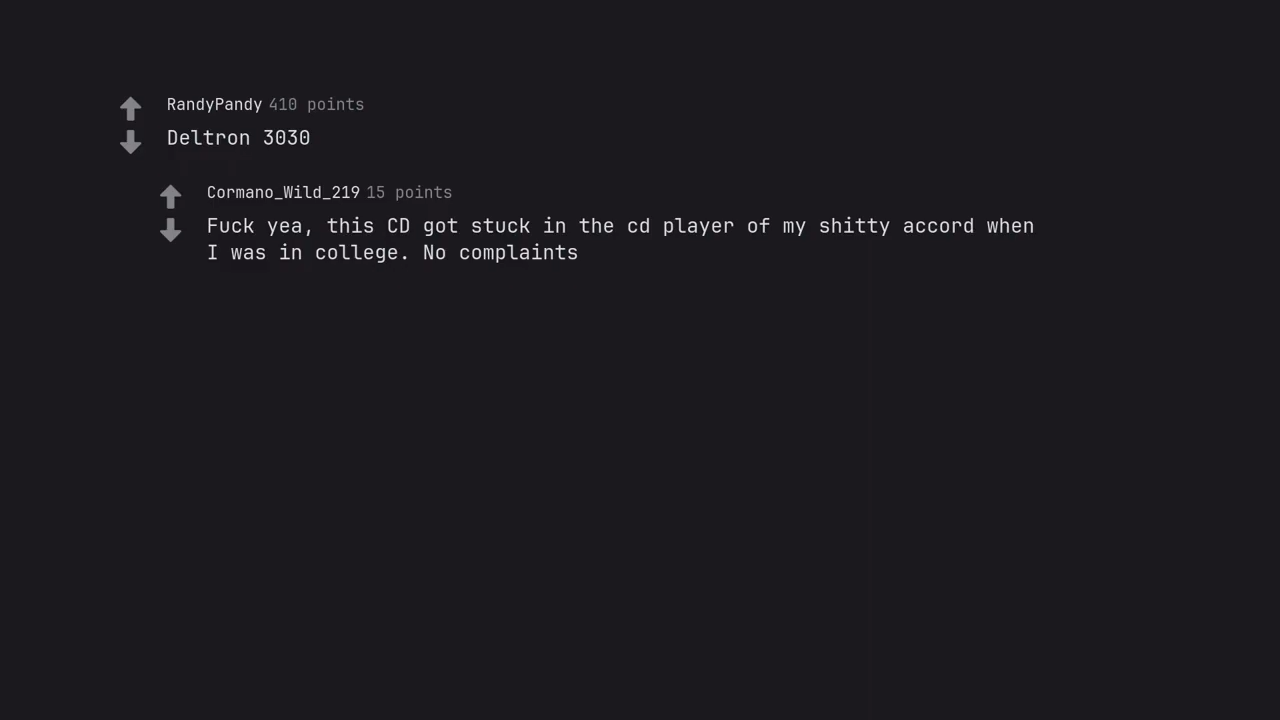 RandyPandy 410 points
Deltron 3030
Cormano_Wild_219 15 points
Fuck yea, this CD got stuck in the cd player of my shitty accord when
I was in college. No complaints